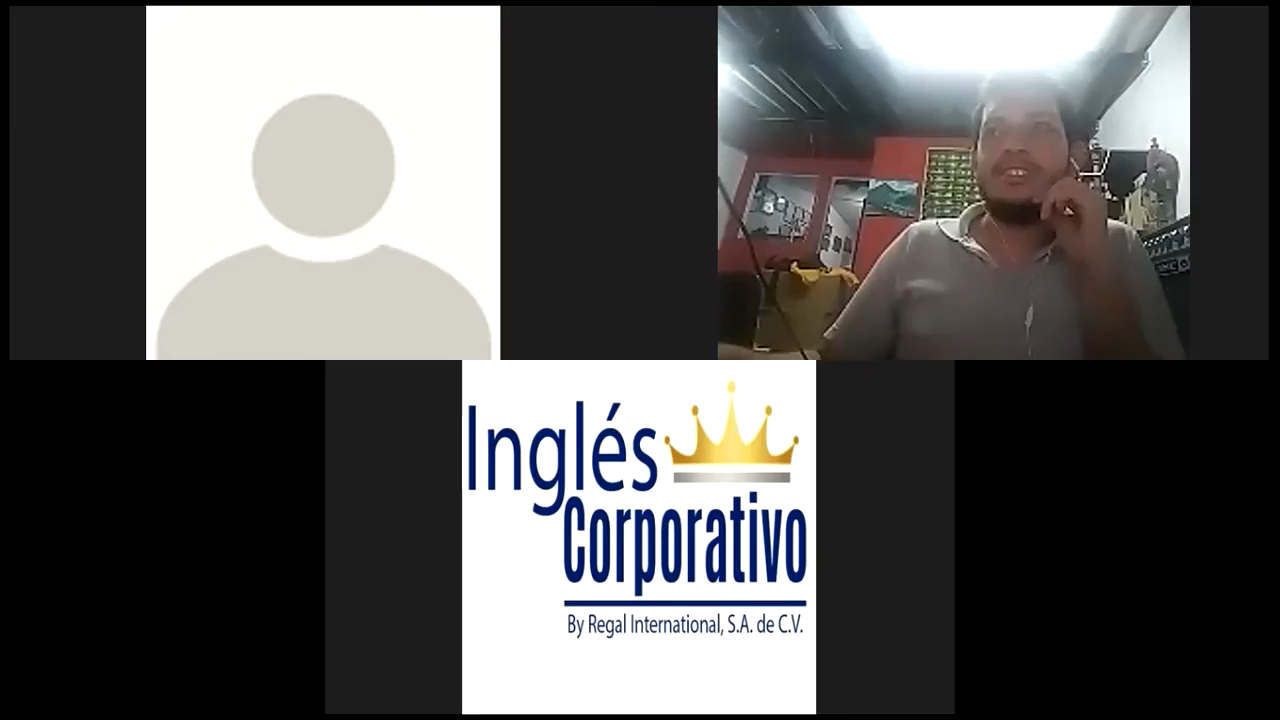 Inglés
Corporativo
By Regal International, S.A. de C.V.